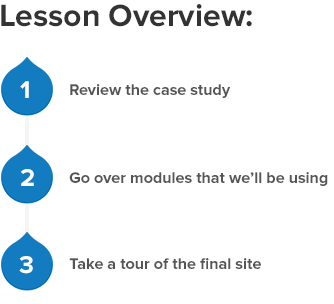 Lesson Overview:
1 Review the case study
2 Go over modules that we'll be using
3 Take a tour of the final site